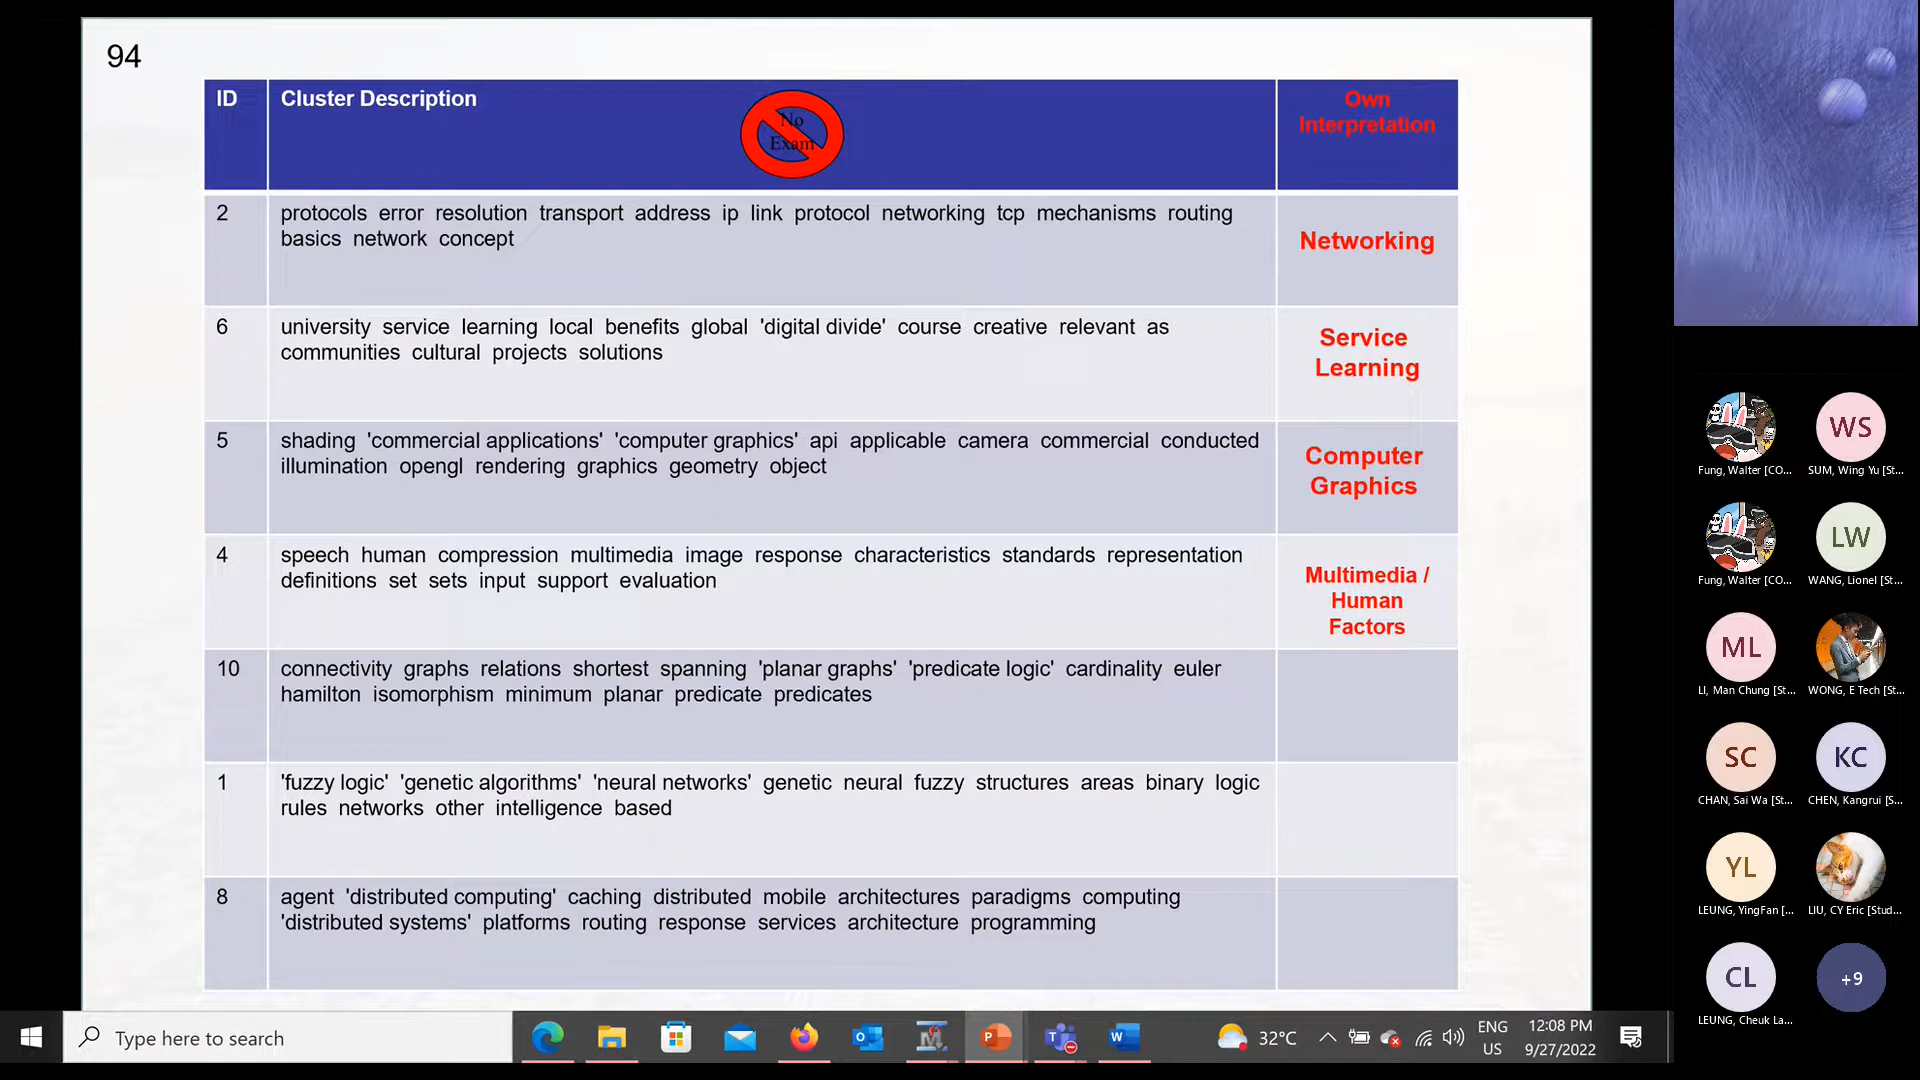 94
ID Cluster Description No Exam Own Interpretation
2 protocols error resolution transport address ip link protocol networking tcp mechanisms routing
basics network concept
Networking
6 university service learning local benefits global 'digital divide' course creative relevant as
communities cultural projects solutions
Service
Learning
5 shading 'commercial applications' 'computer graphics' api applicable camera commercial conducted
illumination opengl rendering graphics geometry object
Computer
Graphics
4 speech human compression multimedia image response characteristics standards representation
definitions set sets input support evaluation
Multimedia /
Human
Factors
10 connectivity graphs relations shortest spanning 'planar graphs' 'predicate logic' cardinality euler
hamilton isomorphism minimum planar predicate predicates
1 'fuzzy logic' 'genetic algorithms' 'neural networks' genetic neural fuzzy structures areas binary logic
rules networks other intelligence based
8 agent 'distributed computing' caching distributed mobile architectures paradigms computing
'distributed systems' platforms routing response services architecture programming
WS
Fung, Walter [CO... SUM, Wing Yu [St...
LW
Fung, Walter [CO... WANG, Lionel [St...
ML
LI, Man Chung [St... WONG, E Tech [St...
SC KC
CHAN, Sai Wa [St... CHEN, Kangrui [S...
YL
LEUNG, YingFan [... LIU, CY Eric [Stud...
CL +9
LEUNG, Cheuk La...
Type here to search
32°C
ENG
US
12:08 PM
9/27/2022